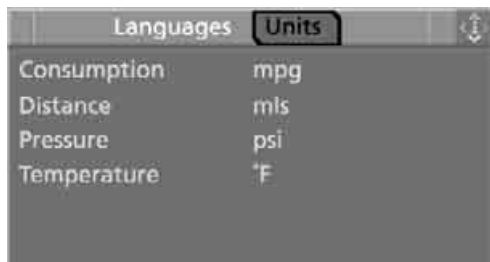 Languages Units
Consumption mpg
Distance mls
Pressure psi
Temperature °F